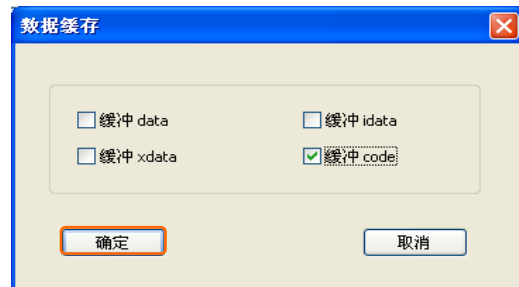 数据缓存
缓冲 data
缓冲 idata
缓冲 xdata
缓冲 code
确定
取消